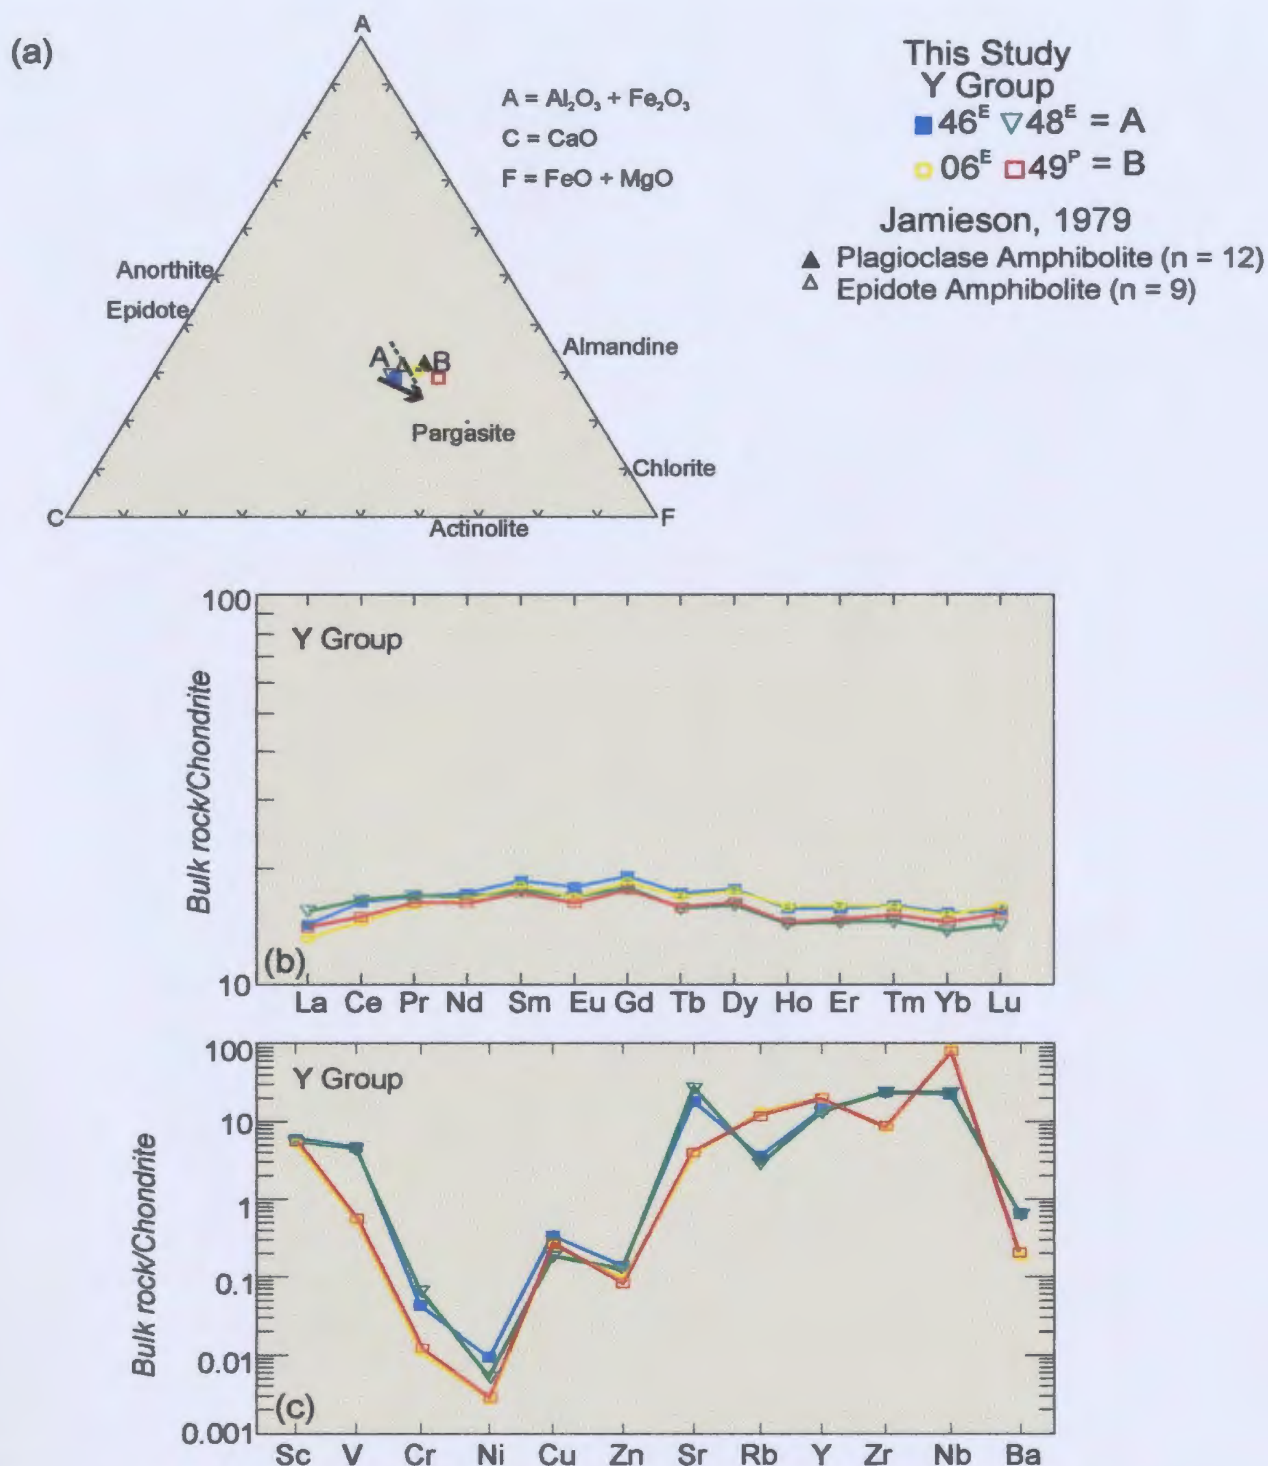 (a)
A
A = Al₂O₃ + Fe₂O₃
C = CaO
F = FeO + MgO
This Study
Y Group
46ᴱ 48ᴱ = A
06ᴱ 49ᴾ = B
Jamieson, 1979
Plagioclase Amphibolite (n = 12)
Epidote Amphibolite (n = 9)
Anorthite
Epidote
Almandine
A
B
Pargasite
Chlorite
C
F
Actinolite
100
Y Group
Bulk rock/Chondrite
(b)
10
La Ce Pr Nd Sm Eu Gd Tb Dy Ho Er Tm Yb Lu
100
Y Group
10
1
0.1
0.01
0.001
Bulk rock/Chondrite
(c)
Sc V Cr Ni Cu Zn Sr Rb Y Zr Nb Ba